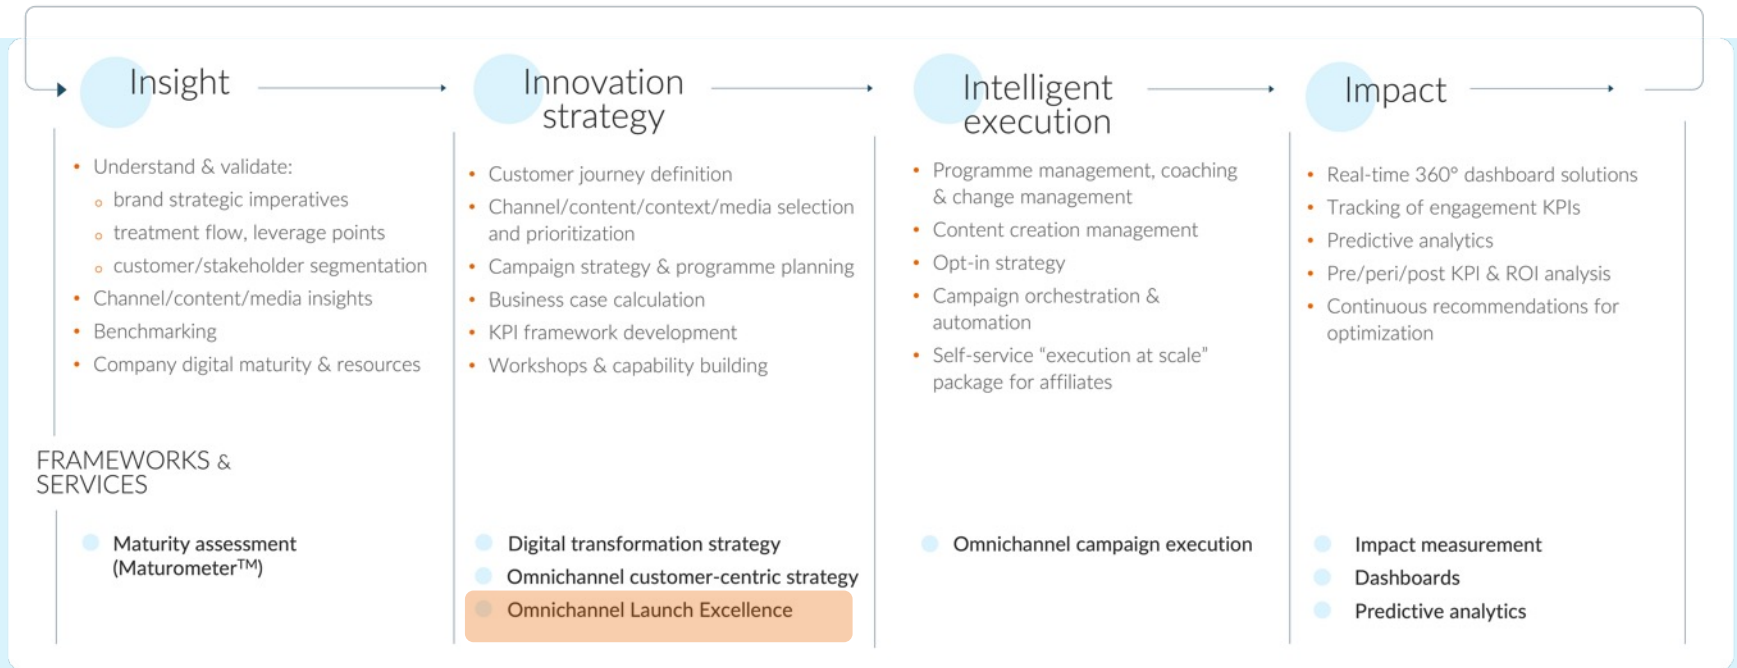 Insight
Innovation
strategy
Intelligent
execution
Impact
• Understand & validate:
o brand strategic imperatives
o treatment flow, leverage points
o customer/stakeholder segmentation
• Channel/content/media insights
• Benchmarking
• Company digital maturity & resources
• Customer journey definition
• Channel/content/context/media selection
and prioritization
• Campaign strategy & programme planning
• Business case calculation
• KPI framework development
• Workshops & capability building
• Programme management, coaching
& change management
• Content creation management
• Opt-in strategy
• Campaign orchestration &
automation
• Self-service “execution at scale”
package for affiliates
• Real-time 360° dashboard solutions
• Tracking of engagement KPIs
• Predictive analytics
• Pre/peri/post KPI & ROI analysis
• Continuous recommendations for
optimization
FRAMEWORKS &
SERVICES
Maturity assessment
(Maturometer™)
Digital transformation strategy
Omnichannel customer-centric strategy
Omnichannel Launch Excellence
Omnichannel campaign execution
Impact measurement
Dashboards
Predictive analytics